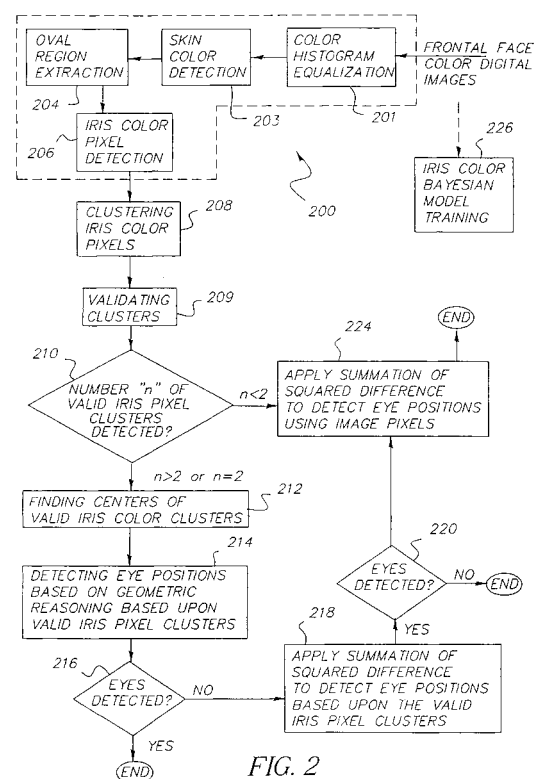 OVAL
REGION
EXTRACTION
204
SKIN
COLOR
DETECTION
203
COLOR
HISTOGRAM
EQUALIZATION
201
FRONTAL FACE
COLOR DIGITAL
IMAGES
206
IRIS COLOR
PIXEL
DETECTION
200
226
IRIS COLOR
BAYESIAN
MODEL
TRAINING
CLUSTERING
IRIS COLOR
PIXELS
208
VALIDATING
CLUSTERS
209
210
NUMBER "n" OF
VALID IRIS PIXEL
CLUSTERS
DETECTED?
n<2
n>2 or n=2
END
224
APPLY SUMMATION OF
SQUARED DIFFERENCE
TO DETECT EYE POSITIONS
USING IMAGE PIXELS
FINDING CENTERS OF
VALID IRIS COLOR CLUSTERS
212
214
DETECTING EYE POSITIONS
BASED ON GEOMETRIC
REASONING BASED UPON
VALID IRIS PIXEL CLUSTERS
220
EYES
DETECTED?
NO
END
YES
216
EYES
DETECTED?
NO
YES
END
218
APPLY SUMMATION OF
SQUARED DIFFERENCE
TO DETECT EYE POSITIONS
BASED UPON THE VALID
IRIS PIXEL CLUSTERS
FIG. 2